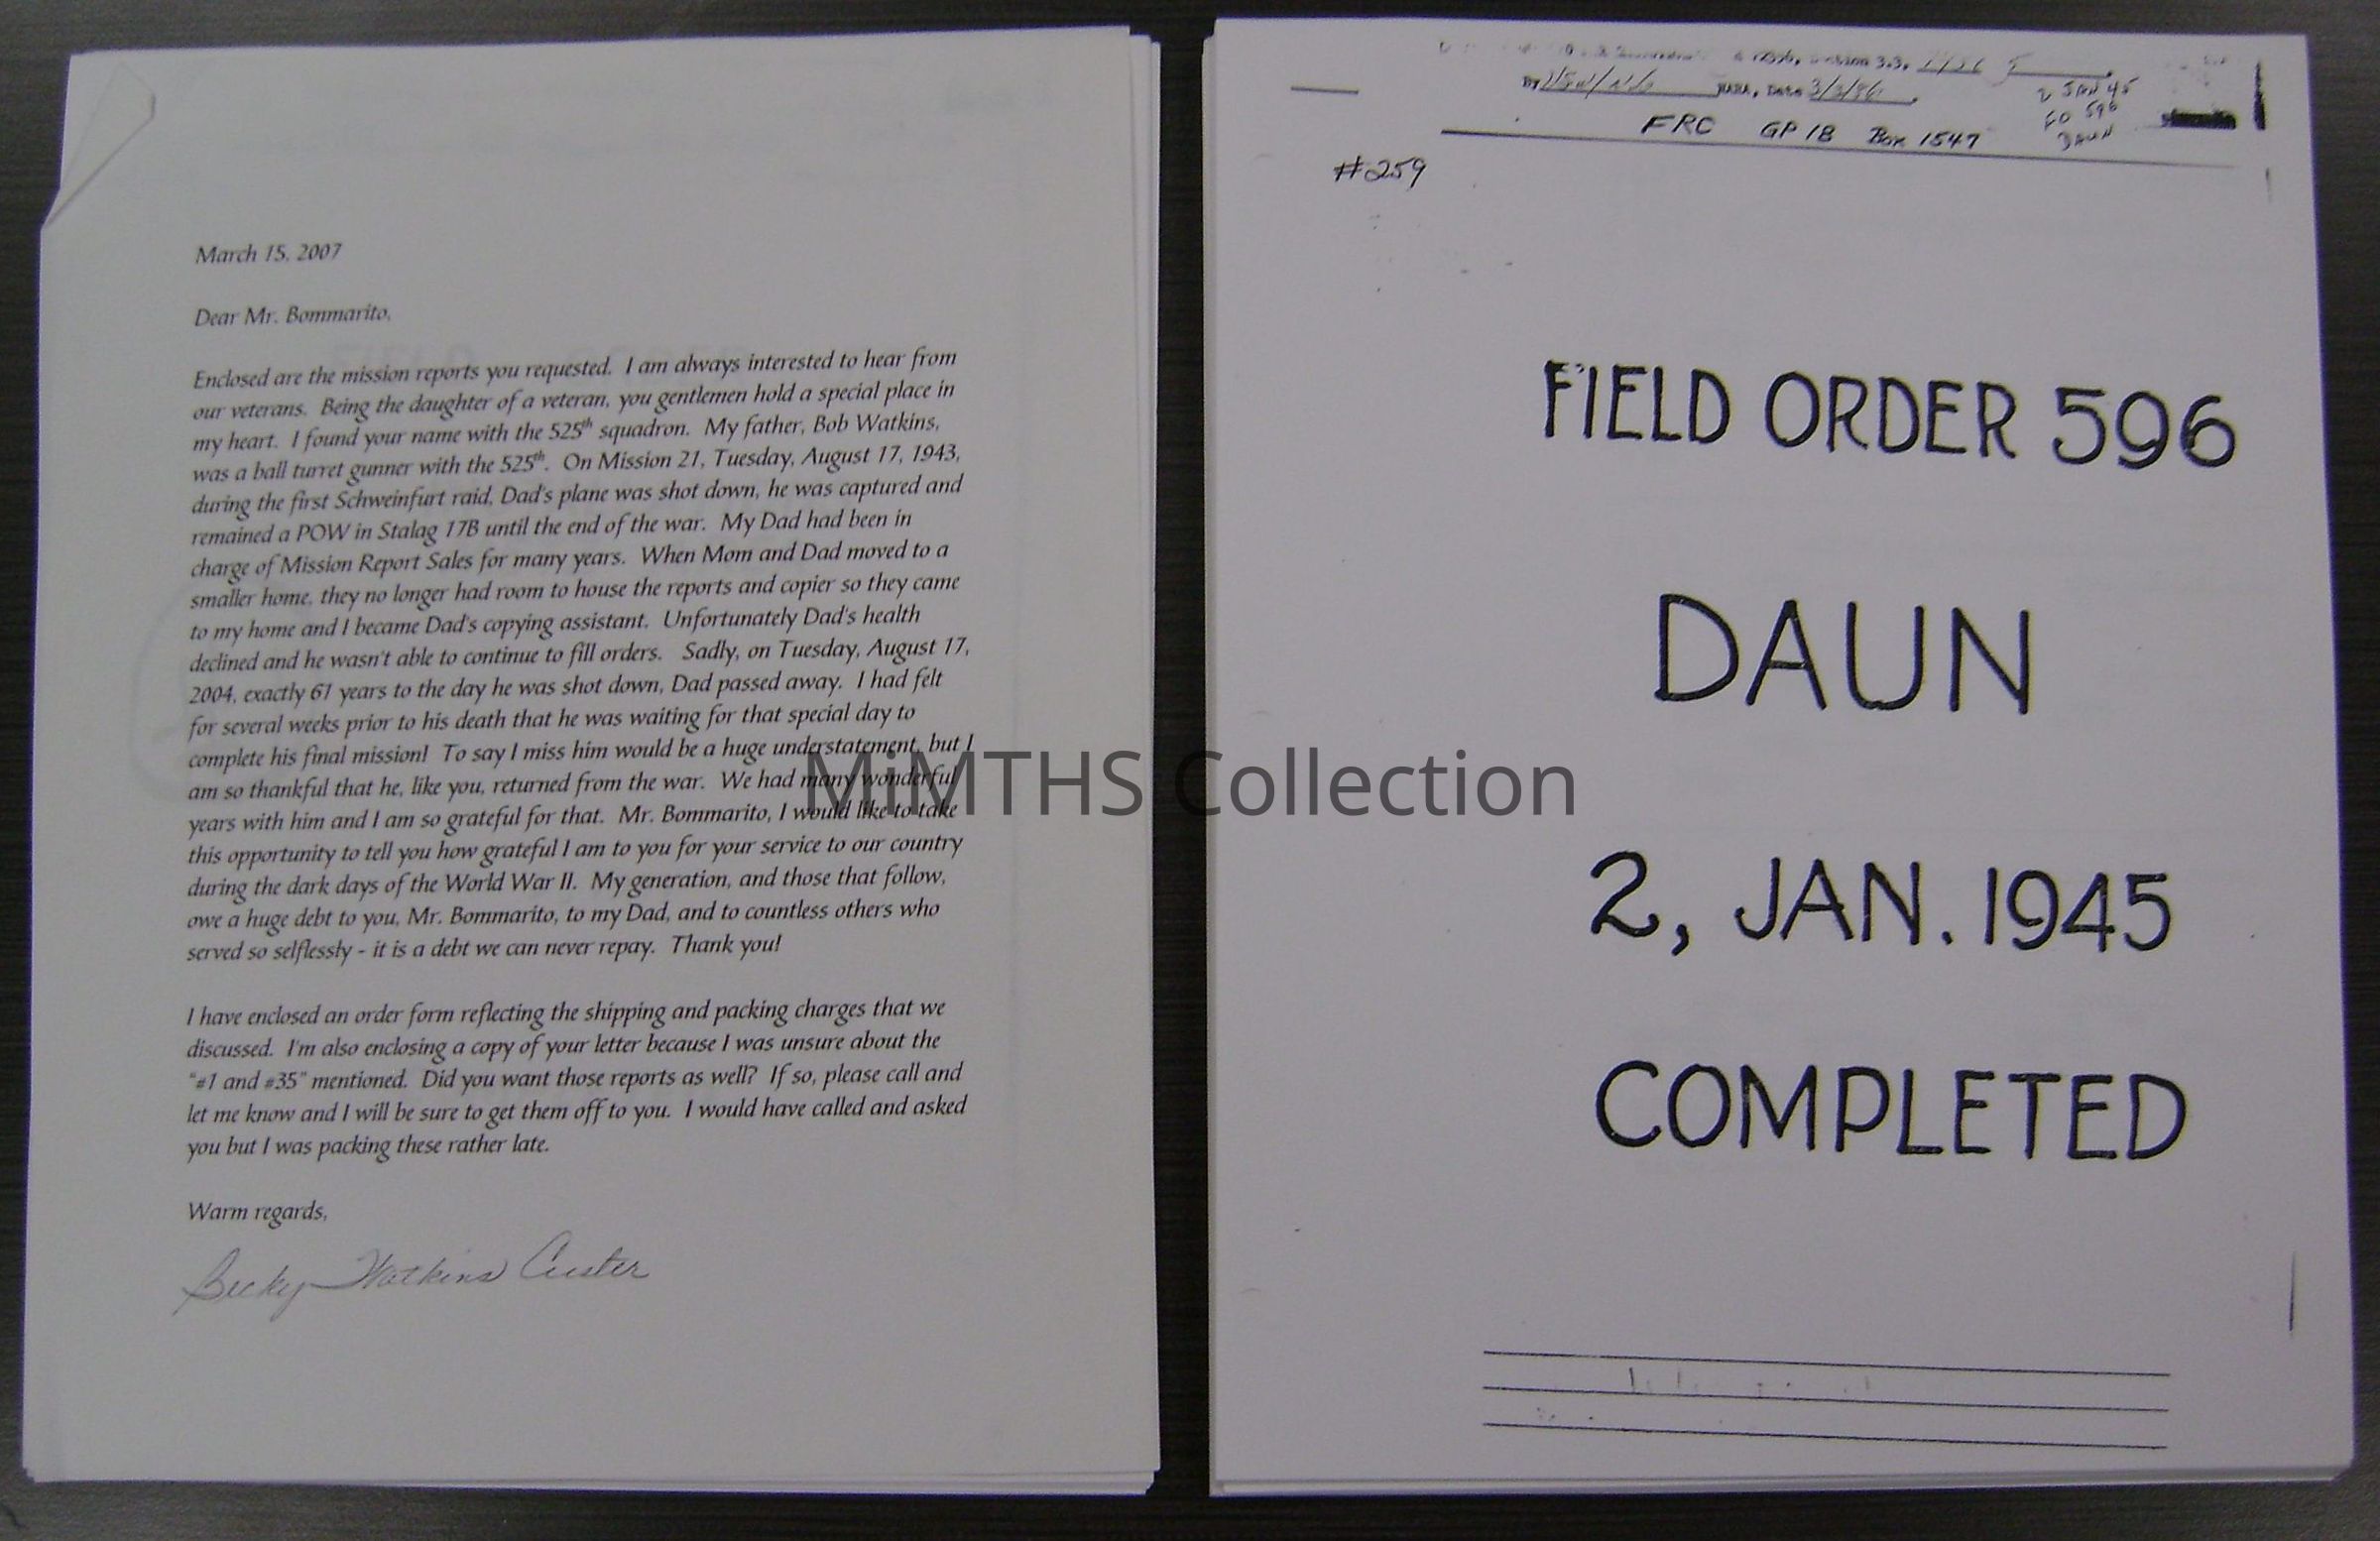 March 15, 2007
Dear Mr. Bommarito,
Enclosed are the mission reports you requested. I am always interested to hear from
our veterans. Being the daughter of a veteran, you gentlemen hold a special place in
my heart. I found your name with the 525th squadron. My father, Bob Watkins,
was a ball turret gunner with the 525th. On Mission 21, Tuesday, August 17, 1943,
during the first Schweinfurt raid, Dad's plane was shot down, he was captured and
remained a POW in Stalag 17B until the end of the war. My Dad had been in
charge of Mission Report Sales for many years. When Mom and Dad moved to a
smaller home, they no longer had room to house the reports and copier so they came
to my home and I became Dad's copying assistant. Unfortunately Dad's health
declined and he wasn't able to continue to fill orders. Sadly, on Tuesday, August 17,
2004, exactly 61 years to the day he was shot down, Dad passed away. I had felt
for several weeks prior to his death that he was waiting for that special day to
complete his final mission! To say I miss him would be a huge understatement, but I
am so thankful that he, like you, returned from the war. We had many wonderful
years with him and I am so grateful for that. Mr. Bommarito, I would like to take
this opportunity to tell you how grateful I am to you for your service to our country
during the dark days of the World War II. My generation, and those that follow,
owe a huge debt to you, Mr. Bommarito, to my Dad, and to countless others who
served so selflessly - it is a debt we can never repay. Thank you!
I have enclosed an order form reflecting the shipping and packing charges that we
discussed. I'm also enclosing a copy of your letter because I was unsure about the
"#1 and #35" mentioned. Did you want those reports as well? If so, please call and
let me know and I will be sure to get them off to you. I would have called and asked
you but I was packing these rather late.
Warm regards,
Becky Watkins Custer
3.3,
By NARA, Date 3/3/86
2 JAN 45
FO 596
DAUN
FRC GP 18 Box 1547
#259
FIELD ORDER 596
DAUN
2, JAN. 1945
COMPLETED
MiMTHS Collection